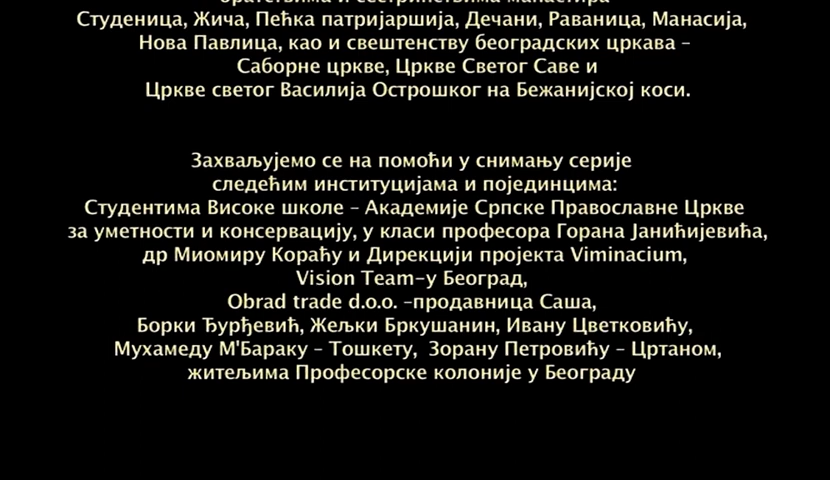 братствима и сестринствима манастира
Студеница, Жича, Пећка патријаршија, Дечани, Раваница, Манасија,
Нова Павлица, као и свештенству београдских цркава –
Саборне цркве, Цркве Светог Саве и
Цркве светог Василија Острошког на Бежанијској коси.
Захваљујемо се на помоћи у снимању серије
следећим институцијама и појединцима:
Студентима Високе школе – Академије Српске Православне Цркве
за уметности и консервацију, у класи професора Горана Јанићијевића,
др Миомиру Кораћу и Дирекцији пројекта Viminacium,
Vision Team-у Београд,
Obrad trade d.o.o. –продавница Саша,
Борки Ђурђевић, Жељки Бркушанин, Ивану Цветковићу,
Мухамеду М'Бараку – Тошкету, Зорану Петровићу – Цртаном,
житељима Професорске колоније у Београду